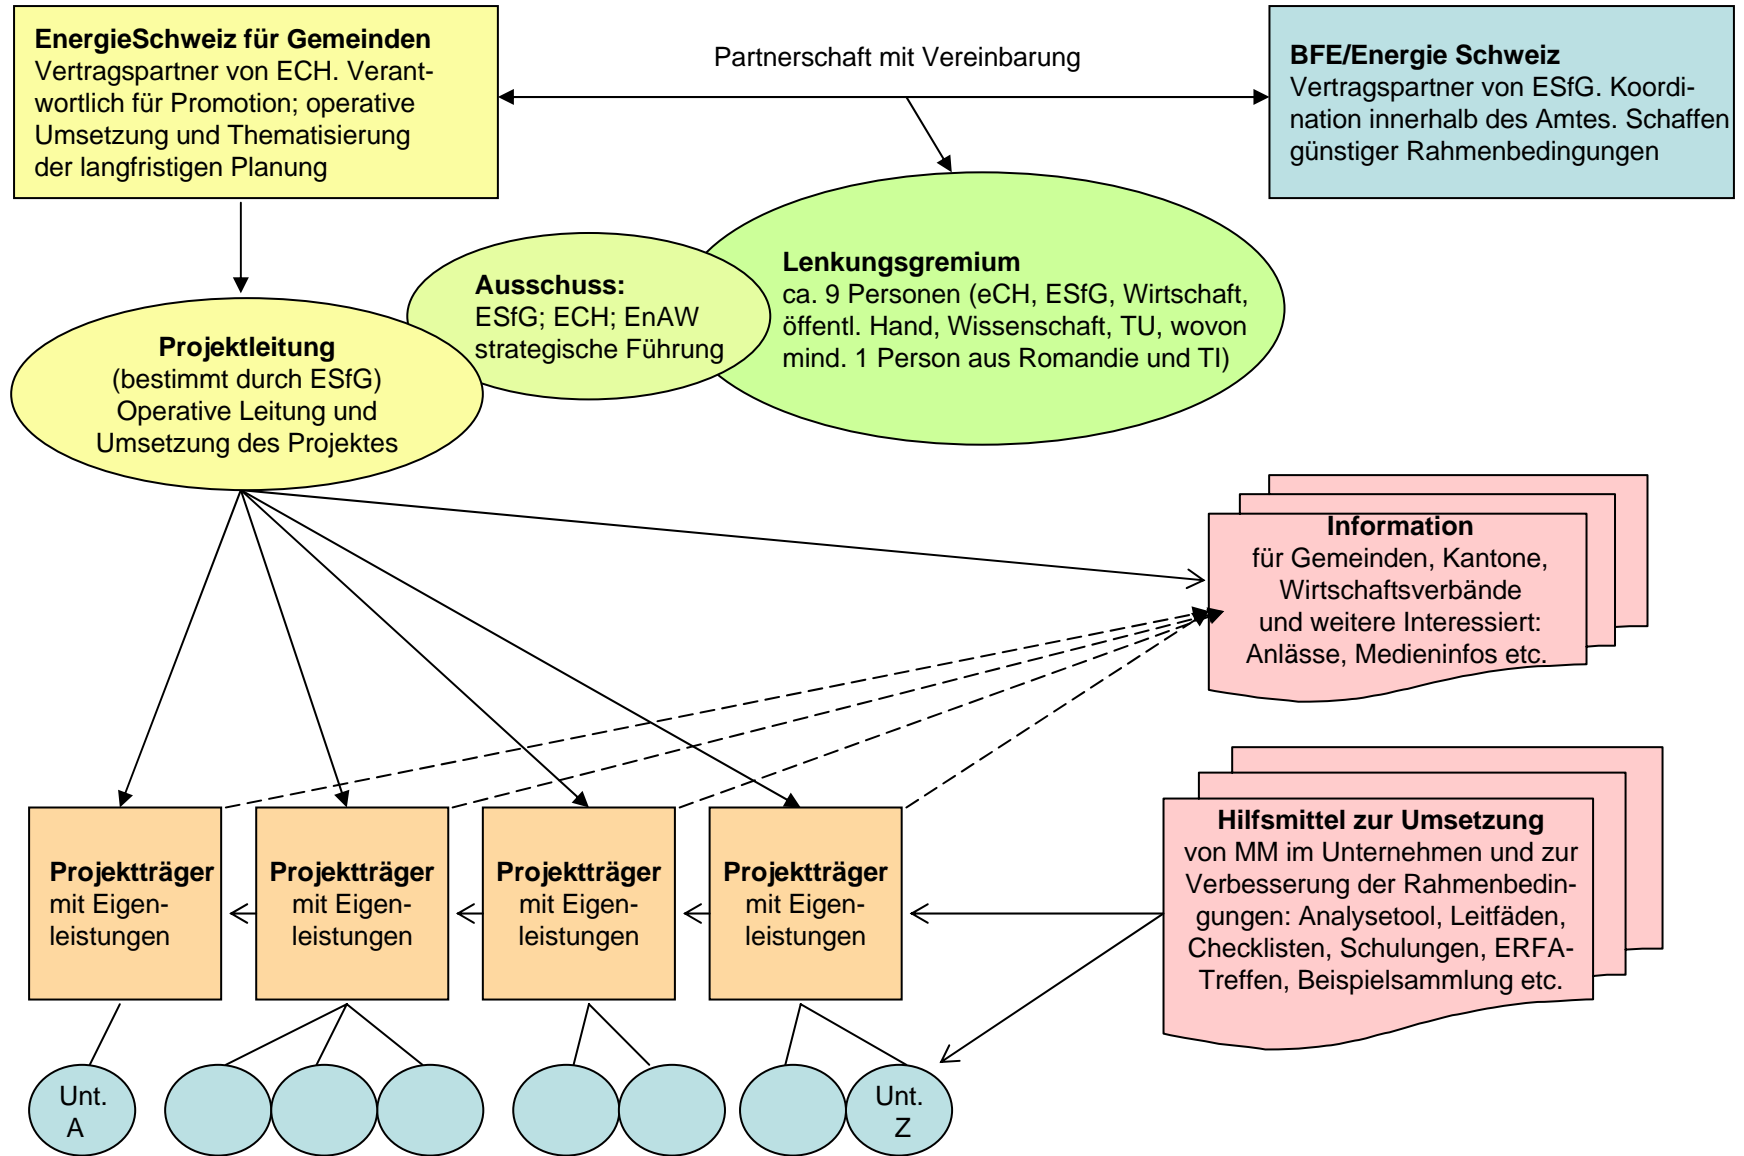 EnergieSchweiz für Gemeinden
Vertragspartner von ECH. Verant-
wortlich für Promotion; operative
Umsetzung und Thematisierung
der langfristigen Planung
Partnerschaft mit Vereinbarung
BFE/Energie Schweiz
Vertragspartner von ESfG. Koordi-
nation innerhalb des Amtes. Schaffen
günstiger Rahmenbedingungen
Ausschuss:
ESfG; ECH; EnAW
strategische Führung
Lenkungsgremium
ca. 9 Personen (eCH, ESfG, Wirtschaft,
öffentl. Hand, Wissenschaft, TU, wovon
mind. 1 Person aus Romandie und TI)
Projektleitung
(bestimmt durch ESfG)
Operative Leitung und
Umsetzung des Projektes
Information
für Gemeinden, Kantone,
Wirtschaftsverbände
und weitere Interessiert:
Anlässe, Medieninfos etc.
Projektträger
mit Eigen-
leistungen
Projektträger
mit Eigen-
leistungen
Projektträger
mit Eigen-
leistungen
Projektträger
mit Eigen-
leistungen
Hilfsmittel zur Umsetzung
von MM im Unternehmen und zur
Verbesserung der Rahmenbedin-
gungen: Analysetool, Leitfäden,
Checklisten, Schulungen, ERFA-
Treffen, Beispielsammlung etc.
Unt.
A
Unt.
Z